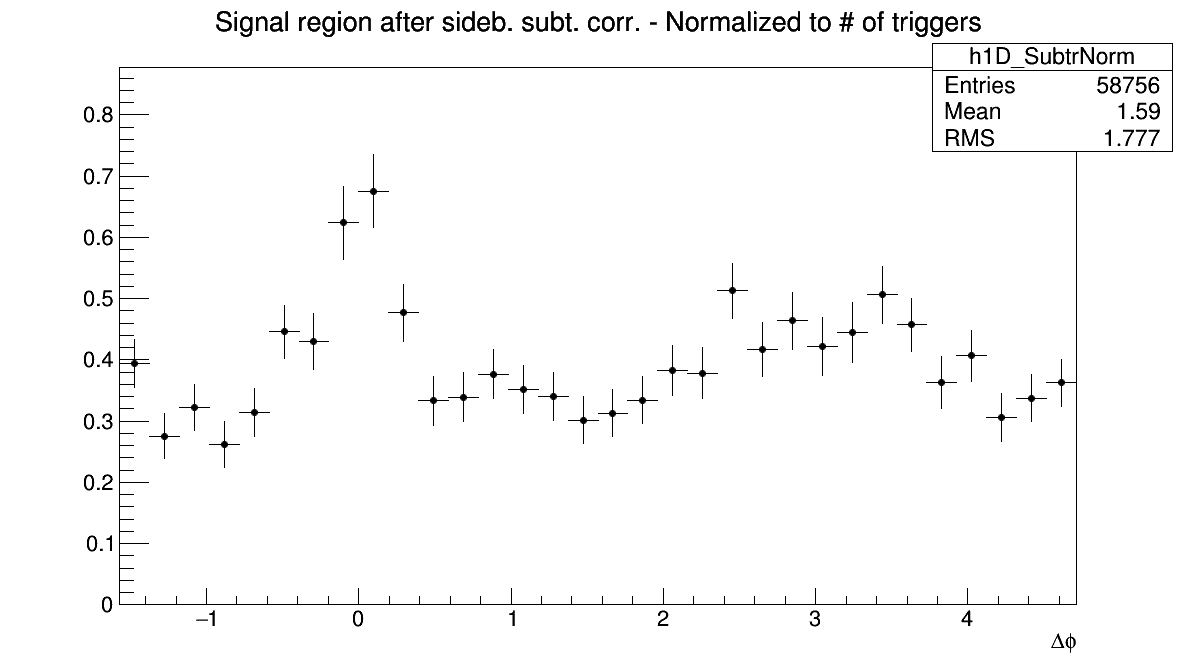 Signal region after sideb. subt. corr. - Normalized to # of triggers
h1D_SubtrNorm
Entries 58756
Mean 1.59
RMS 1.777
0.8
0.7
0.6
0.5
0.4
0.3
0.2
0.1
0
−1 0 1 2 3 4
Δϕ